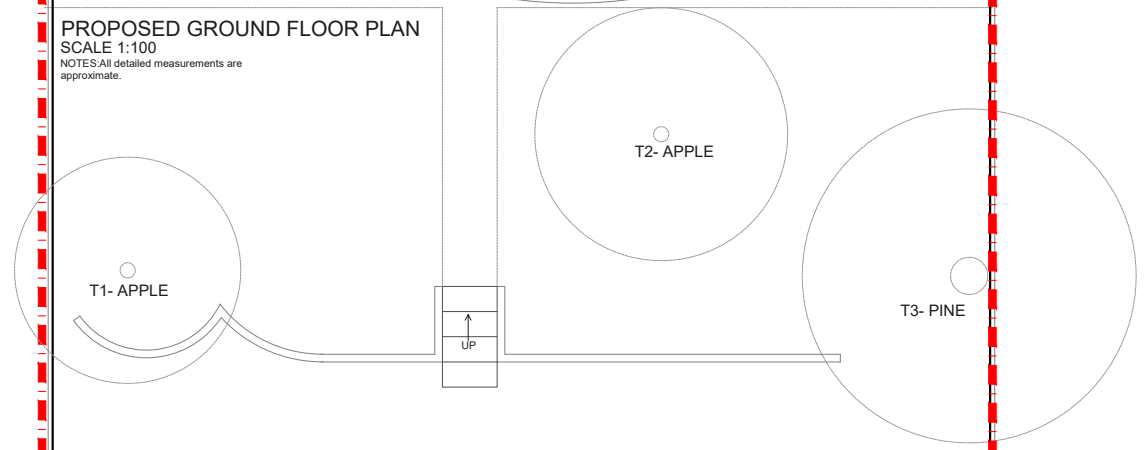 PROPOSED GROUND FLOOR PLAN
SCALE 1:100
NOTES:All detailed measurements are
approximate.
T2- APPLE
T1- APPLE
T3- PINE
UP